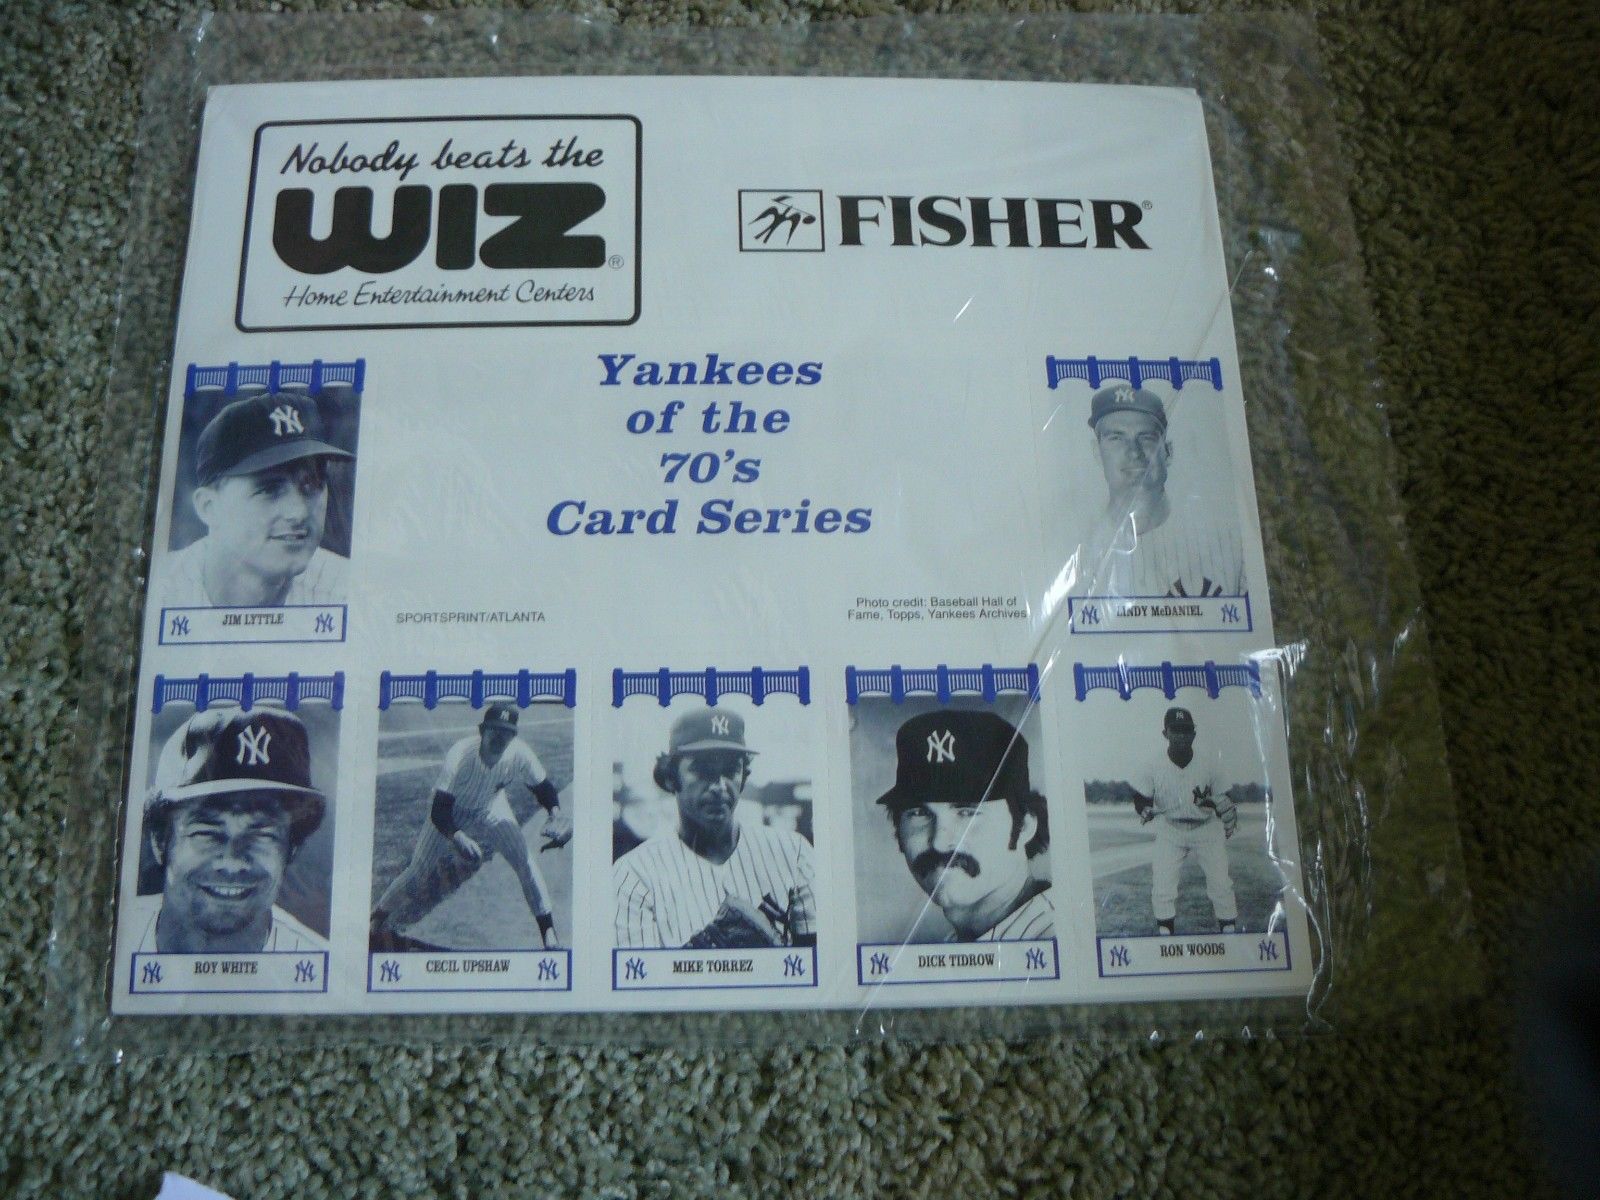 Nobody beats the
WIZ®
Home Entertainment Centers
FISHER®
Yankees
of the
70's
Card Series
SPORTSPRINT/ATLANTA
Photo credit: Baseball Hall of
Fame, Topps, Yankees Archives
NY
JIM LYTTLE
LINDY McDANIEL
ROY WHITE
CECIL UPSHAW
MIKE TORREZ
DICK TIDROW
RON WOODS